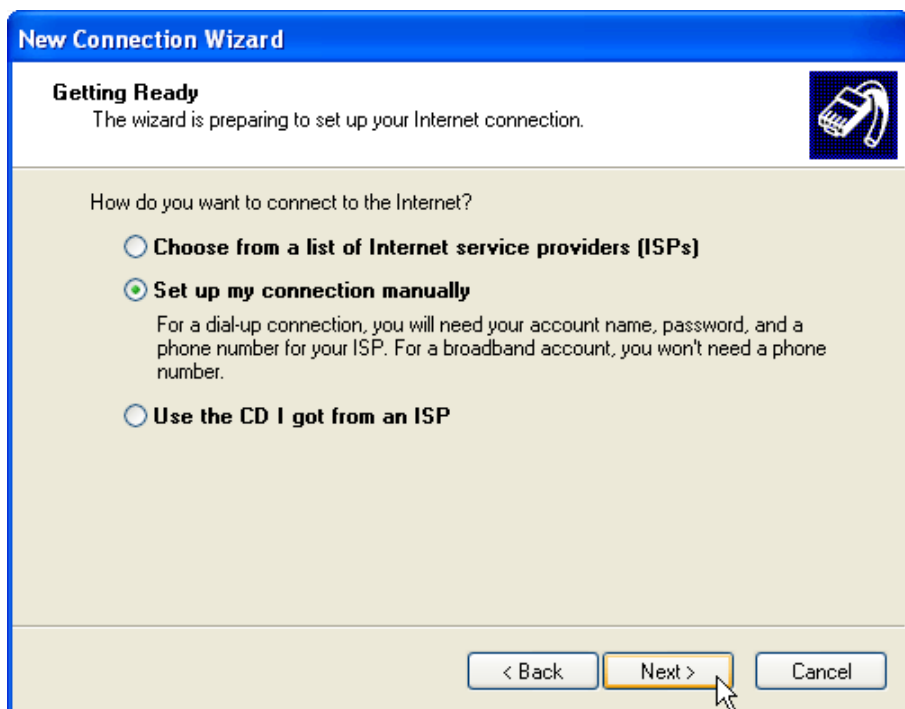 New Connection Wizard
Getting Ready
The wizard is preparing to set up your Internet connection.
How do you want to connect to the Internet?
Choose from a list of Internet service providers (ISPs)
Set up my connection manually
For a dial-up connection, you will need your account name, password, and a
phone number for your ISP. For a broadband account, you won't need a phone
number.
Use the CD I got from an ISP
< Back Next > Cancel